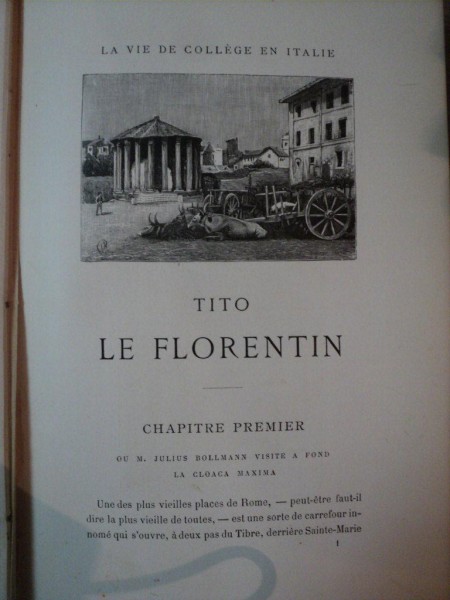 LA VIE DE COLLÈGE EN ITALIE
TITO
LE FLORENTIN
CHAPITRE PREMIER
OU M. JULIUS BOLLMANN VISITE A FOND
LA CLOACA MAXIMA
Une des plus vieilles places de Rome, — peut-être faut-il
dire la plus vieille de toutes, — est une sorte de carrefour in-
nomé qui s'ouvre, à deux pas du Tibre, derrière Sainte-Marie
1